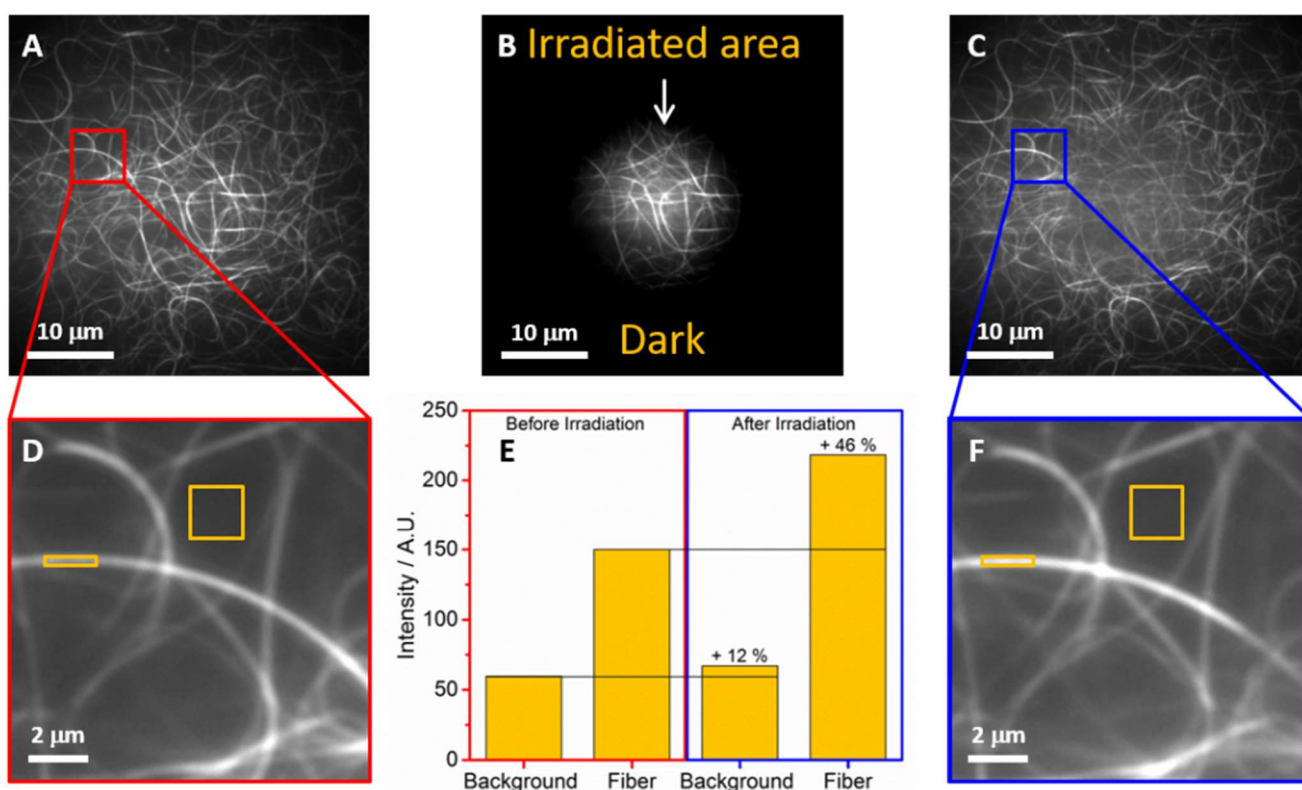 A
10 µm
B
Irradiated area
10 µm
Dark
C
10 µm
D
2 µm
E
Before Irradiation
After Irradiation
+ 46 %
+ 12 %
250
200
150
100
50
0
Intensity / A.U.
Background Fiber Background Fiber
F
2 µm